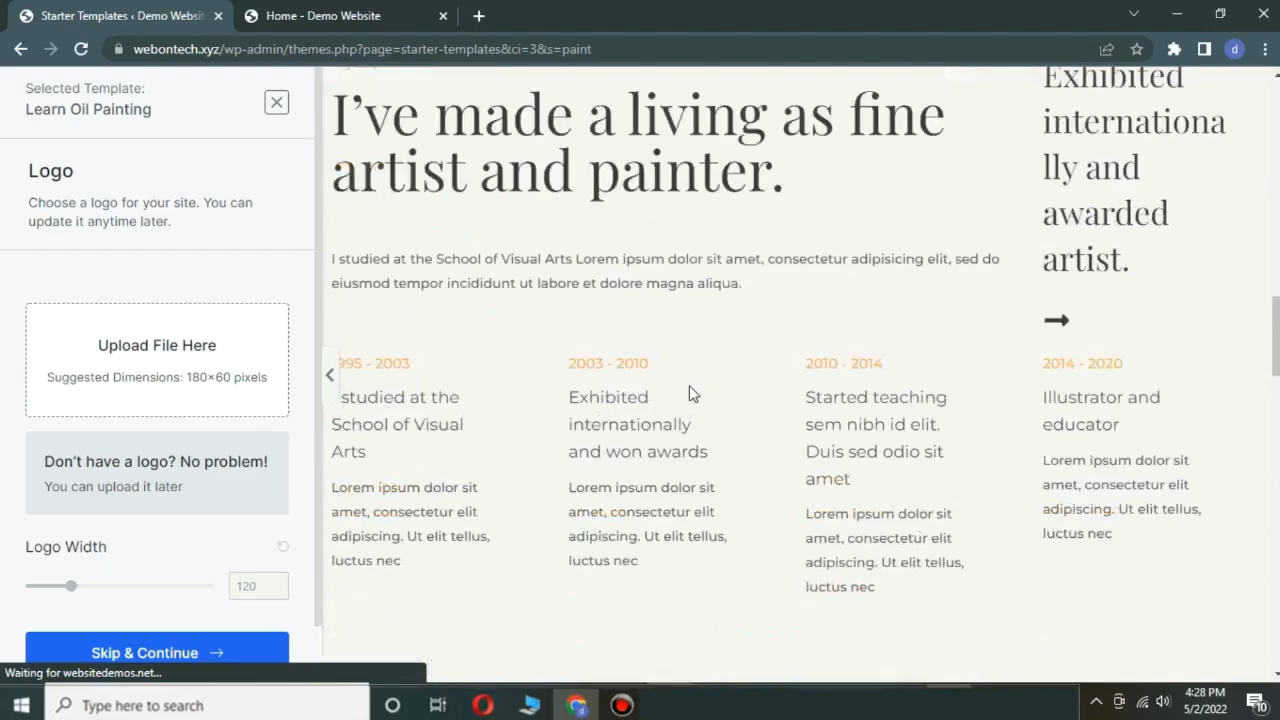 Starter Templates ‹ Demo Websit
Home - Demo Website
webontech.xyz/wp-admin/themes.php?page=starter-templates&ci=3&s=paint
d
Selected Template:
Learn Oil Painting
Logo
Choose a logo for your site. You can
update it anytime later.
Upload File Here
Suggested Dimensions: 180×60 pixels
Don't have a logo? No problem!
You can upload it later
Logo Width
120
Skip & Continue →
Waiting for websitedemos.net...
I've made a living as fine
artist and painter.
I studied at the School of Visual Arts Lorem ipsum dolor sit amet, consectetur adipisicing elit, sed do
eiusmod tempor incididunt ut labore et dolore magna aliqua.
Exhibited
internationa
lly and
awarded
artist.
995 - 2003
studied at the
School of Visual
Arts
Lorem ipsum dolor sit
amet, consectetur elit
adipiscing. Ut elit tellus,
luctus nec
2003 - 2010
Exhibited
internationally
and won awards
Lorem ipsum dolor sit
amet, consectetur elit
adipiscing. Ut elit tellus,
luctus nec
2010 - 2014
Started teaching
sem nibh id elit.
Duis sed odio sit
amet
Lorem ipsum dolor sit
amet, consectetur elit
adipiscing. Ut elit tellus,
luctus nec
2014 - 2020
Illustrator and
educator
Lorem ipsum dolor sit
amet, consectetur elit
adipiscing. Ut elit tellus,
luctus nec
Type here to search
4:28 PM
5/2/2022
10